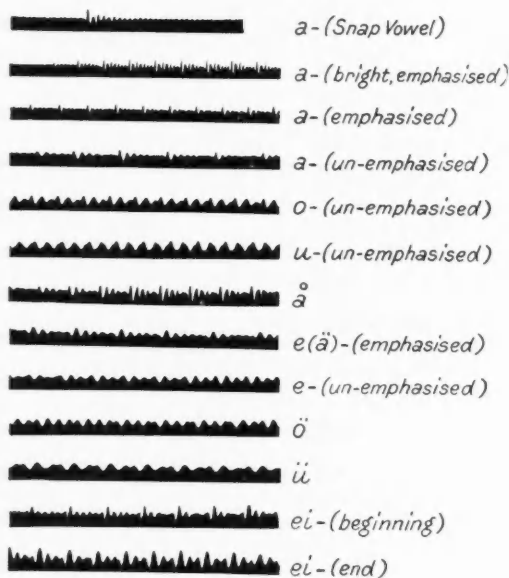 a-(Snap Vowel)
a-(bright, emphasised)
a-(emphasised)
a-(un-emphasised)
o-(un-emphasised)
u-(un-emphasised)
å
e(ä)-(emphasised)
e-(un-emphasised)
ö
ü
ei-(beginning)
ei-(end)